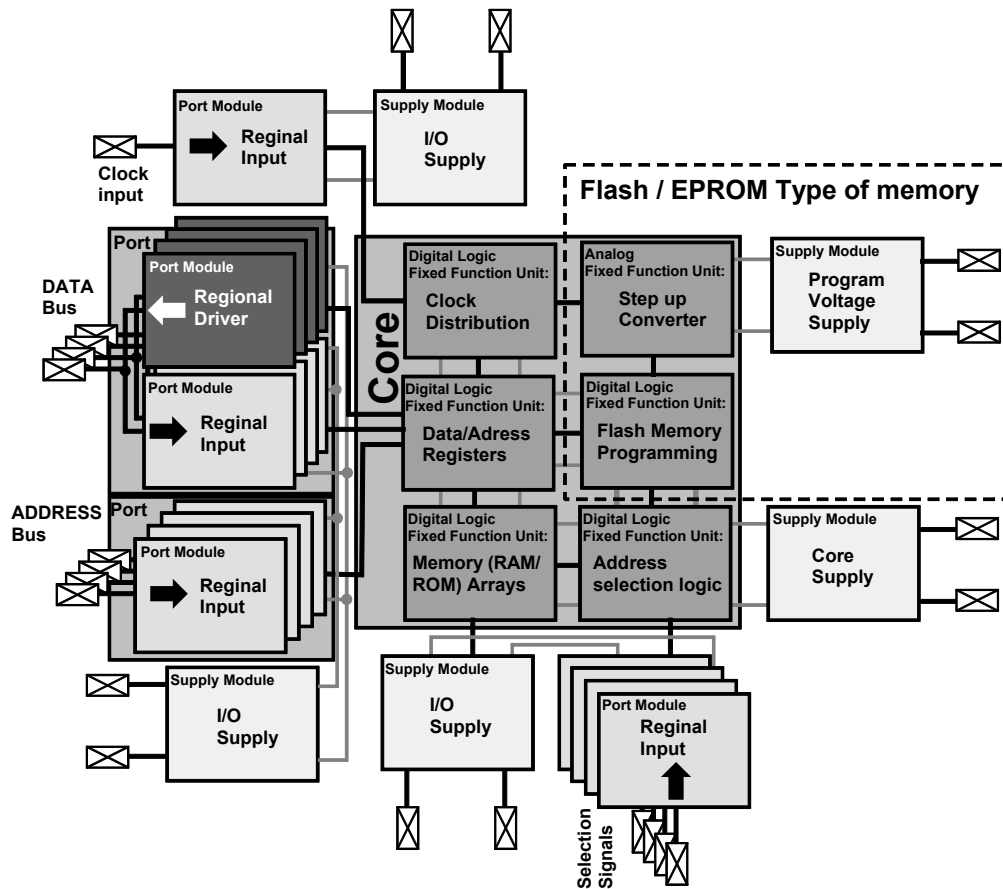 Port Module
Reginal
Input
Clock
input
Supply Module
I/O
Supply
Flash / EPROM Type of memory
Port
Port Module
Regional
Driver
DATA
Bus
Port Module
Reginal
Input
Core
Digital Logic
Fixed Function Unit:
Clock
Distribution
Analog
Fixed Function Unit:
Step up
Converter
Supply Module
Program
Voltage
Supply
Digital Logic
Fixed Function Unit:
Data/Adress
Registers
Digital Logic
Fixed Function Unit:
Flash Memory
Programming
ADDRESS
Bus
Port
Port Module
Reginal
Input
Digital Logic
Fixed Function Unit:
Memory (RAM/
ROM) Arrays
Digital Logic
Fixed Function Unit:
Address
selection logic
Supply Module
Core
Supply
Supply Module
I/O
Supply
Supply Module
I/O
Supply
Port Module
Reginal
Input
Selection
Signals